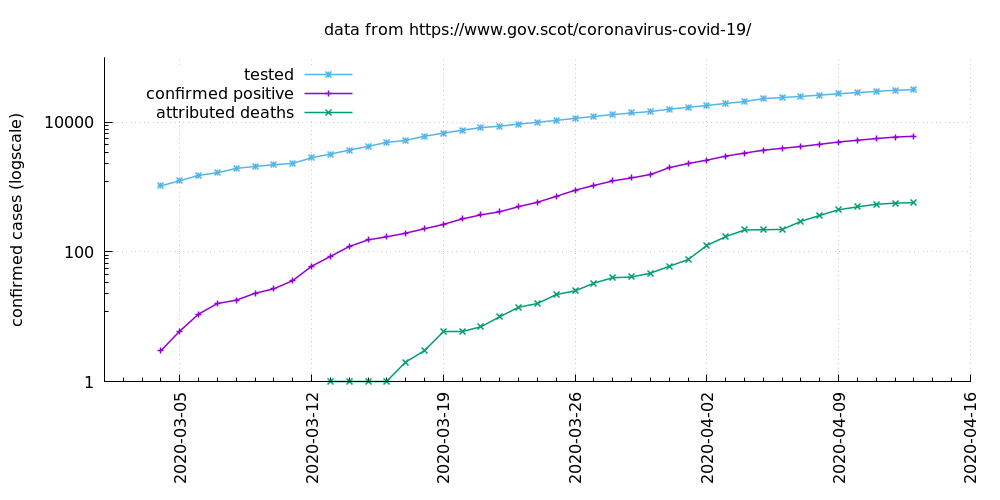 data from https://www.gov.scot/coronavirus-covid-19/
tested
confirmed positive
attributed deaths
confirmed cases (logscale)
10000
100
1
2020-03-05
2020-03-12
2020-03-19
2020-03-26
2020-04-02
2020-04-09
2020-04-16